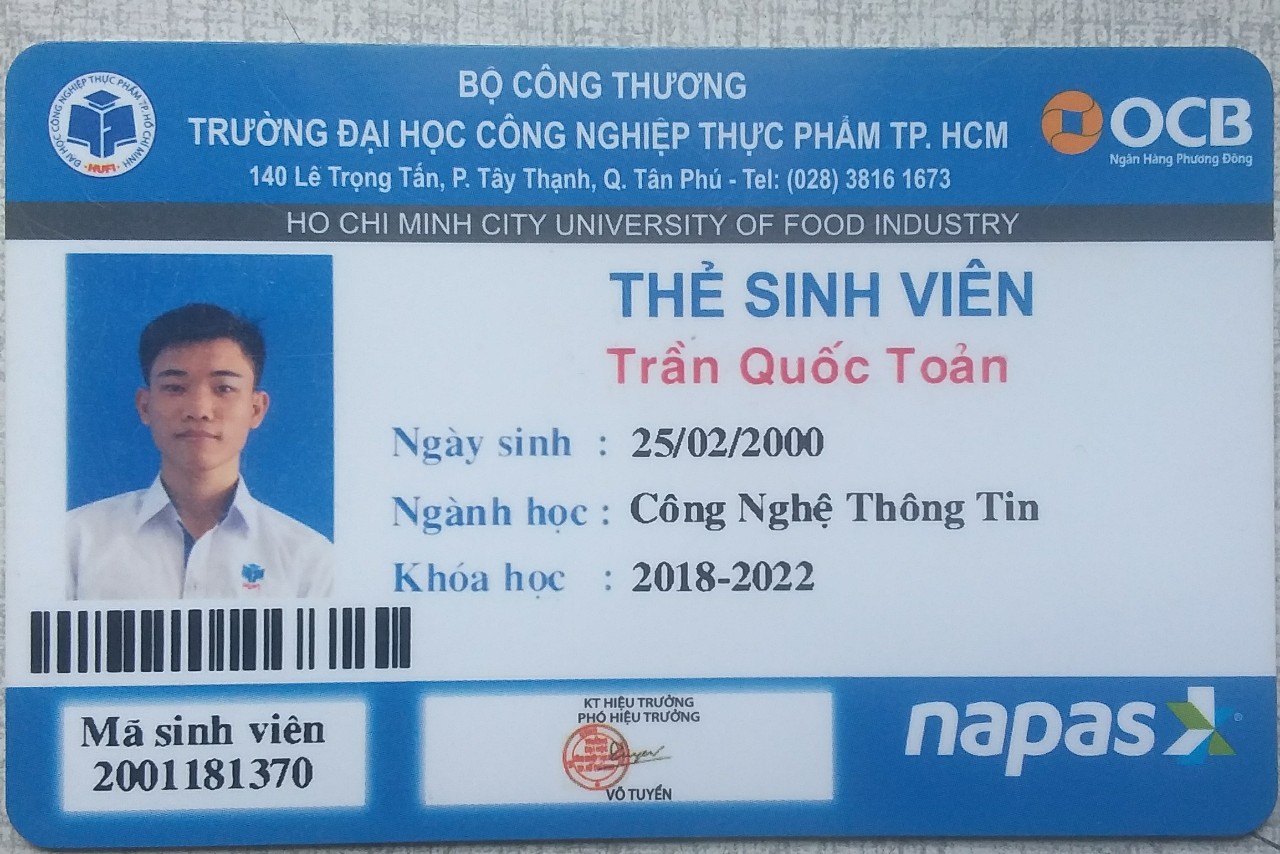 BỘ CÔNG THƯƠNG
TRƯỜNG ĐẠI HỌC CÔNG NGHIỆP THỰC PHẨM TP. HCM
140 Lê Trọng Tấn, P. Tây Thạnh, Q. Tân Phú - Tel: (028) 3816 1673
ĐẠI HỌC CÔNG NGHIỆP THỰC PHẨM TP.HỒ CHÍ MINH
HUFI
OCB
Ngân Hàng Phương Đông
HO CHI MINH CITY UNIVERSITY OF FOOD INDUSTRY
THẺ SINH VIÊN
Trần Quốc Toản
Ngày sinh : 25/02/2000
Ngành học : Công Nghệ Thông Tin
Khóa học : 2018-2022
Mã sinh viên
2001181370
KT HIỆU TRƯỞNG
PHÓ HIỆU TRƯỞNG
VÕ TUYỂN
napas